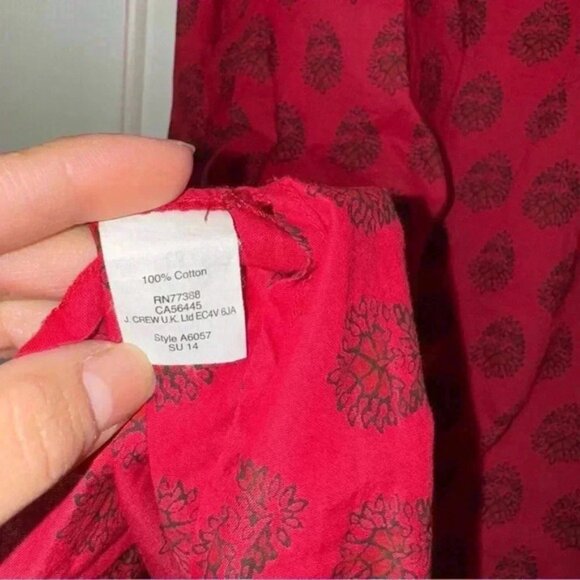 100% Cotton
RN77388
CA56445
J. CREW U.K. Ltd EC4V 6JA
Style A6057
SU 14